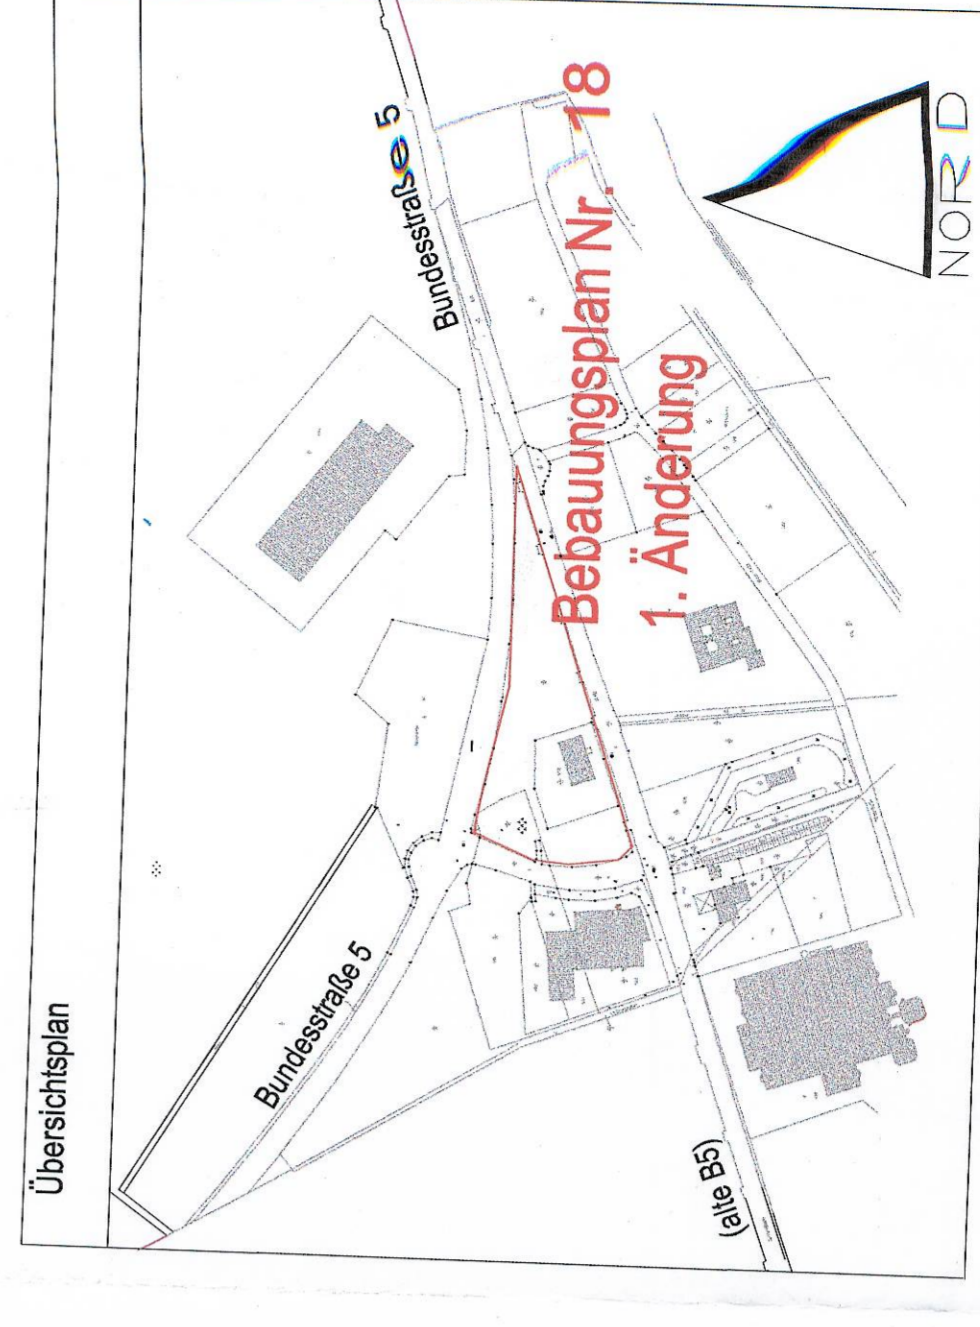 Übersichtsplan
Bundesstraße 5
Bundesstraße 5
Bebauungsplan Nr. 18
1. Änderung
(alte B5)
NORD